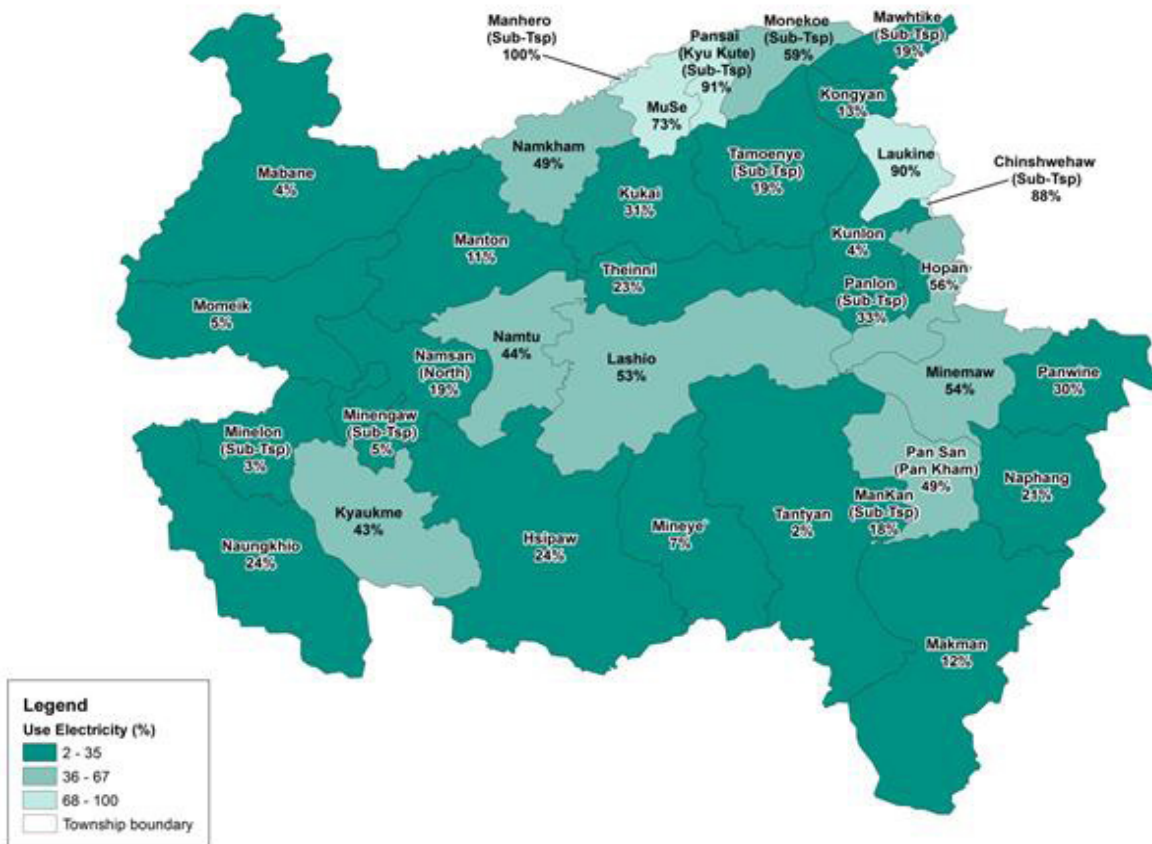 Manhero
(Sub-Tsp)
100%
Pansai
(Kyu Kute)
(Sub-Tsp)
91%
Monekoe
(Sub-Tsp)
59%
Mawhtike
(Sub-Tsp)
19%
MuSe
73%
Kongyan
13%
Namkham
49%
Laukine
90%
Chinshwehaw
(Sub-Tsp)
88%
Mabane
4%
Kukai
31%
Tamoenye
(Sub-Tsp)
19%
Manton
11%
Kunlon
4%
Theinni
23%
Hopan
56%
Panlon
(Sub-Tsp)
33%
Momeik
5%
Namtu
44%
Namsan
(North)
19%
Lashio
53%
Minemaw
54%
Panwine
30%
Minengaw
(Sub-Tsp)
5%
Minelon
(Sub-Tsp)
3%
Pan San
(Pan Kham)
49%
Naphang
21%
ManKan
(Sub-Tsp)
18%
Kyaukme
43%
Naungkhio
24%
Hsipaw
24%
Mineye
7%
Tantyan
2%
Makman
12%
Legend
Use Electricity (%)
2 - 35
36 - 67
68 - 100
Township boundary